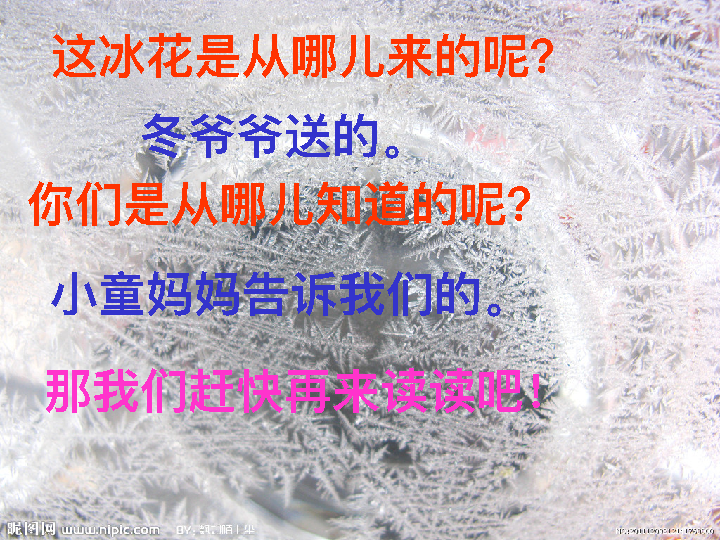 这冰花是从哪儿来的呢?
冬爷爷送的。
你们是从哪儿知道的呢?
小童妈妈告诉我们的。
那我们赶快再来读读吧!
昵图网 www.nipic.com